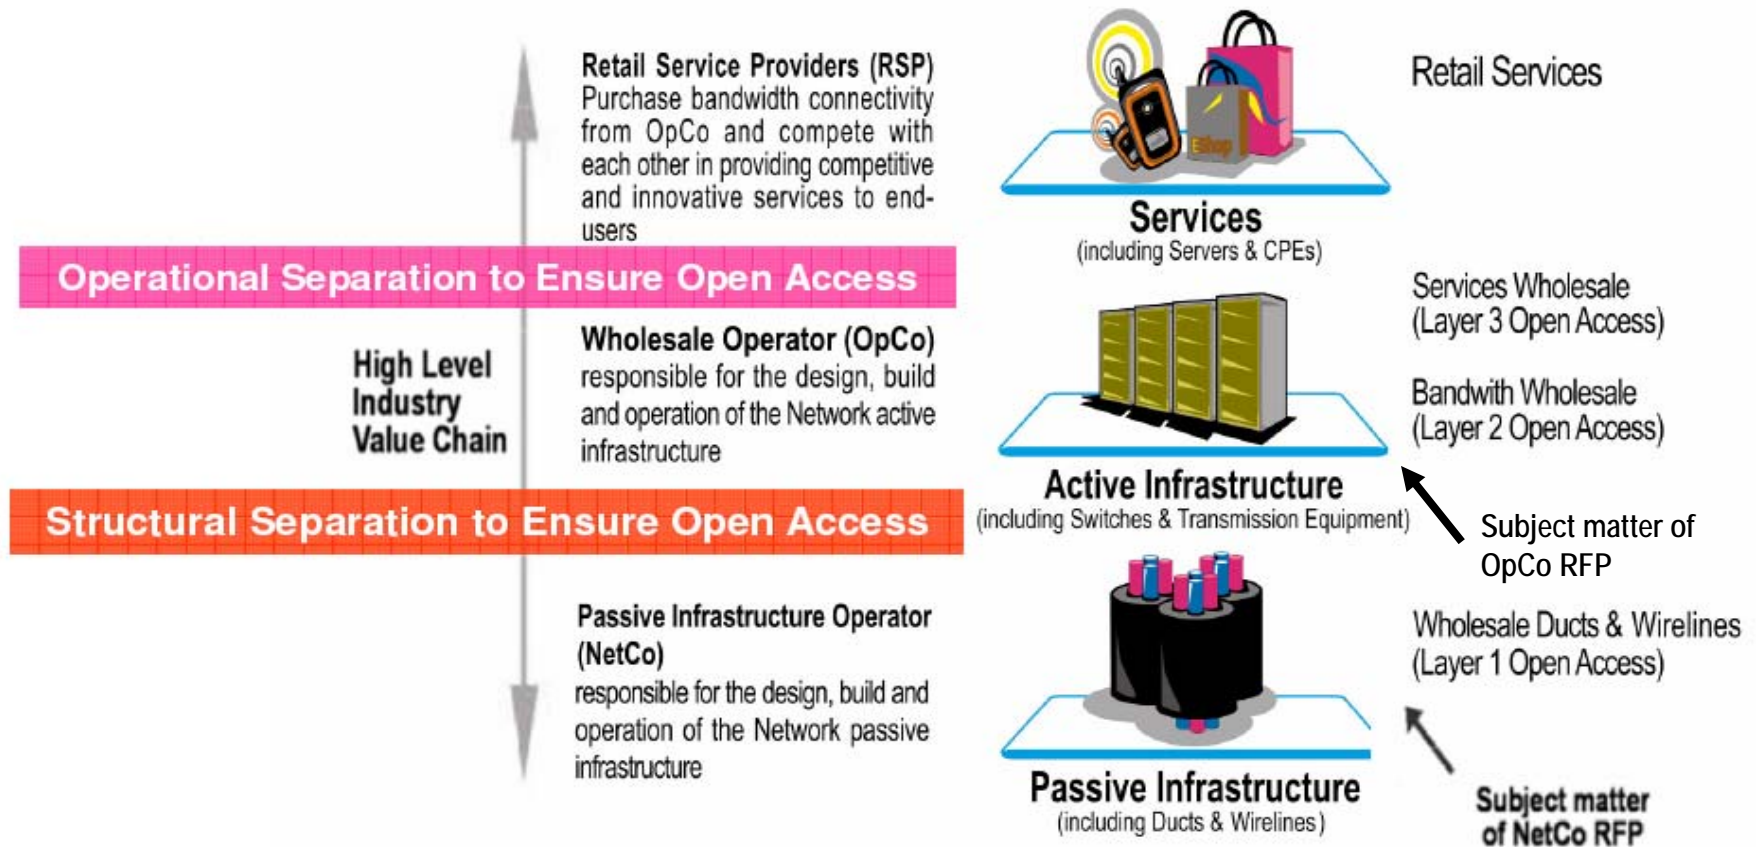 Retail Service Providers (RSP)
Purchase bandwidth connectivity
from OpCo and compete with
each other in providing competitive
and innovative services to end-
users
Operational Separation to Ensure Open Access
High Level
Industry
Value Chain
Wholesale Operator (OpCo)
responsible for the design, build
and operation of the Network active
infrastructure
Structural Separation to Ensure Open Access
Passive Infrastructure Operator
(NetCo)
responsible for the design, build and
operation of the Network passive
infrastructure
EShop
Services
(including Servers & CPEs)
Active Infrastructure
(including Switches & Transmission Equipment)
Passive Infrastructure
(including Ducts & Wirelines)
Retail Services
Services Wholesale
(Layer 3 Open Access)
Bandwith Wholesale
(Layer 2 Open Access)
Subject matter of
OpCo RFP
Wholesale Ducts & Wirelines
(Layer 1 Open Access)
Subject matter
of NetCo RFP